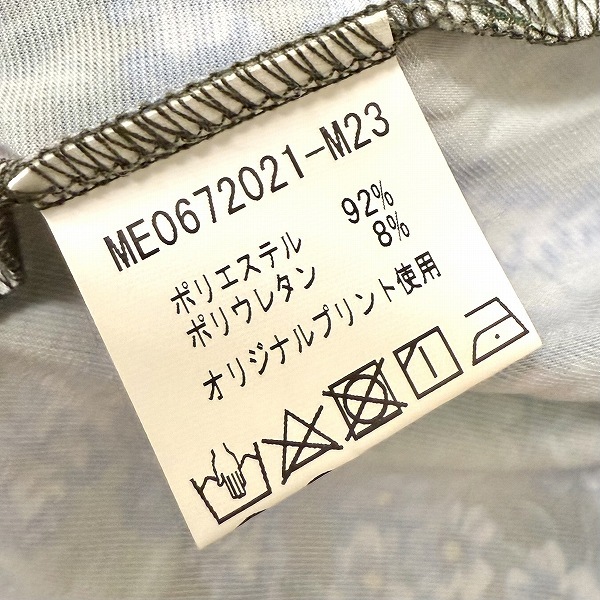 ME0672021-M23
ポリエステル 92%
ポリウレタン 8%
オリジナルプリント使用